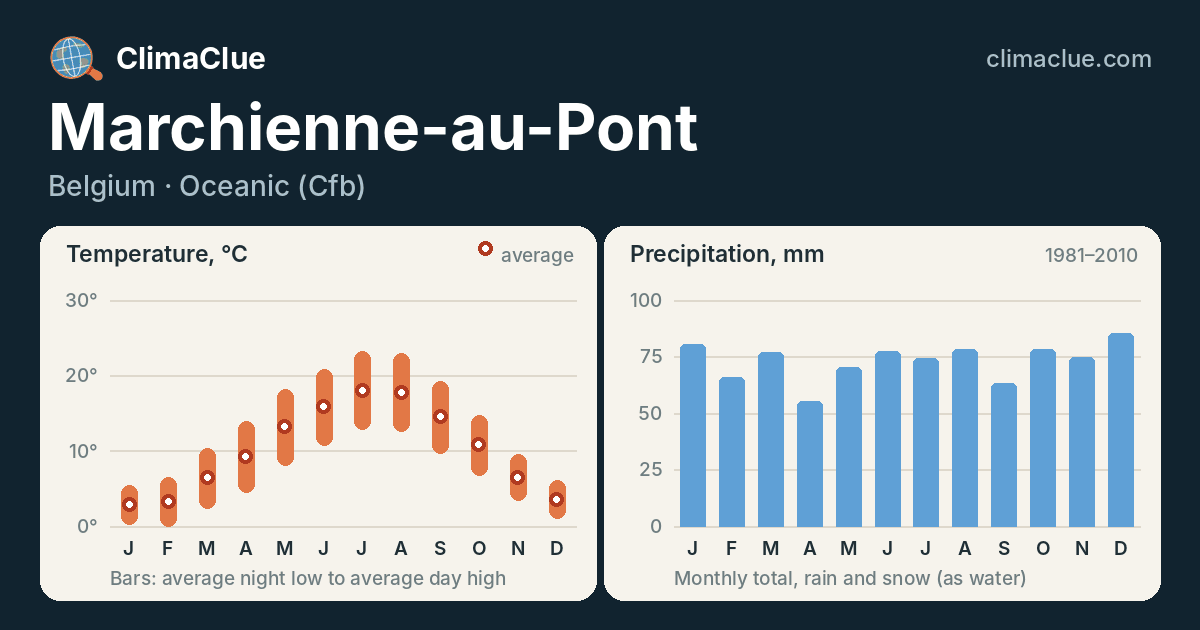 ClimaClue
climaclue.com
Marchienne-au-Pont
Belgium · Oceanic (Cfb)
Temperature, °C
average
30°
20°
10°
0°
J F M A M J J A S O N D
Bars: average night low to average day high
Precipitation, mm
1981–2010
100
75
50
25
0
J F M A M J J A S O N D
Monthly total, rain and snow (as water)